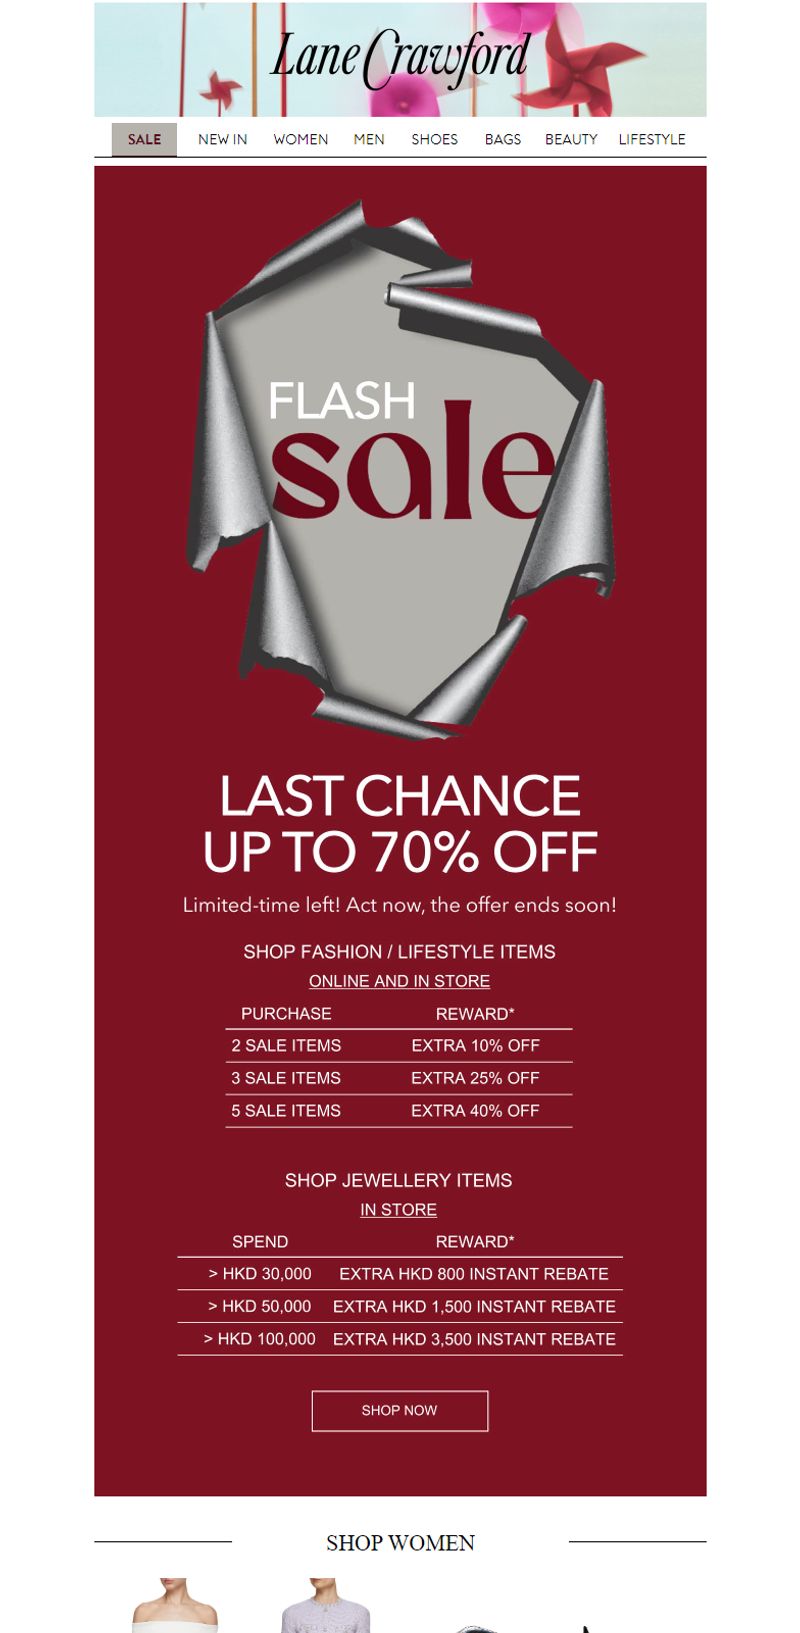 Lane Crawford
SALE NEW IN WOMEN MEN SHOES BAGS BEAUTY LIFESTYLE
FLASH
sale
LAST CHANCE
UP TO 70% OFF
Limited-time left! Act now, the offer ends soon!
SHOP FASHION / LIFESTYLE ITEMS
ONLINE AND IN STORE
PURCHASE REWARD*
2 SALE ITEMS EXTRA 10% OFF
3 SALE ITEMS EXTRA 25% OFF
5 SALE ITEMS EXTRA 40% OFF
SHOP JEWELLERY ITEMS
IN STORE
SPEND REWARD*
> HKD 30,000 EXTRA HKD 800 INSTANT REBATE
> HKD 50,000 EXTRA HKD 1,500 INSTANT REBATE
> HKD 100,000 EXTRA HKD 3,500 INSTANT REBATE
SHOP NOW
SHOP WOMEN